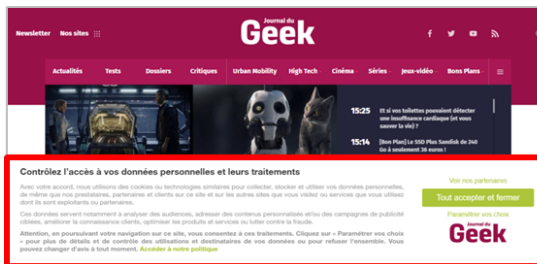 Newsletter Nos sites
Journal du
Geek
Actualités Tests Dossiers Critiques Urban Mobility High Tech Cinéma Séries Jeux-vidéo Bons Plans
15:25 Et si vos toilettes pouvaient détecter
une insuffisance cardiaque (et vous
sauver la vie) ?
15:14 [Bon Plan] Le SSD Plus Sandisk de 240
Go à seulement 36 euros !
Contrôlez l'accès à vos données personnelles et leurs traitements
Avec votre accord, nous utilisons des cookies ou technologies similaires pour collecter, stocker et utiliser vos données personnelles,
de même que nos prestataires, partenaires et clients sur ce site et sur les autres sites que vous visitez ou services que vous utilisez
dont ils sont exploitants ou partenaires.
Ces données servent notamment à analyser des audiences, adresser des contenus personnalisés et/ou des campagnes de publicité
ciblées, améliorer la connaissance clients, optimiser les produits et services ou lutter contre la fraude.
Attention, en poursuivant votre navigation sur ce site, vous consentez à ces traitements. Cliquez sur « Paramétrer vos choix
» pour plus de détails et de contrôle des utilisations et destinataires de vos données ou pour refuser l'ensemble. Vous
pouvez changer d'avis à tout moment. Accéder à notre politique
Voir nos partenaires
Tout accepter et fermer
Paramétrer vos choix
Geek